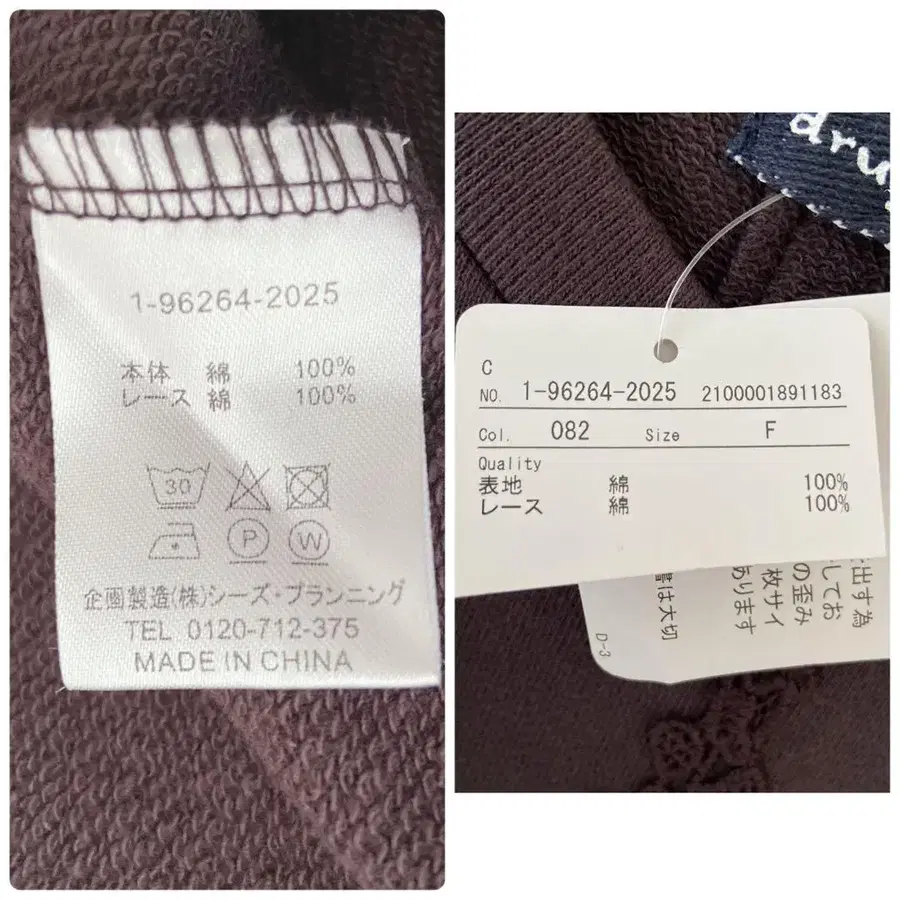 1-96264-2025
本体 綿 100%
レース 綿 100%
30
P W
企画製造(株)シーズ・プランニング
TEL 0120-712-375
MADE IN CHINA
dru
C
NO. 1-96264-2025 2100001891183
Col. 082 Size F
Quality
表地 綿 100%
レース 綿 100%
出す為
しておお
の歪み
枚サイ
あります
書は大切
D-3